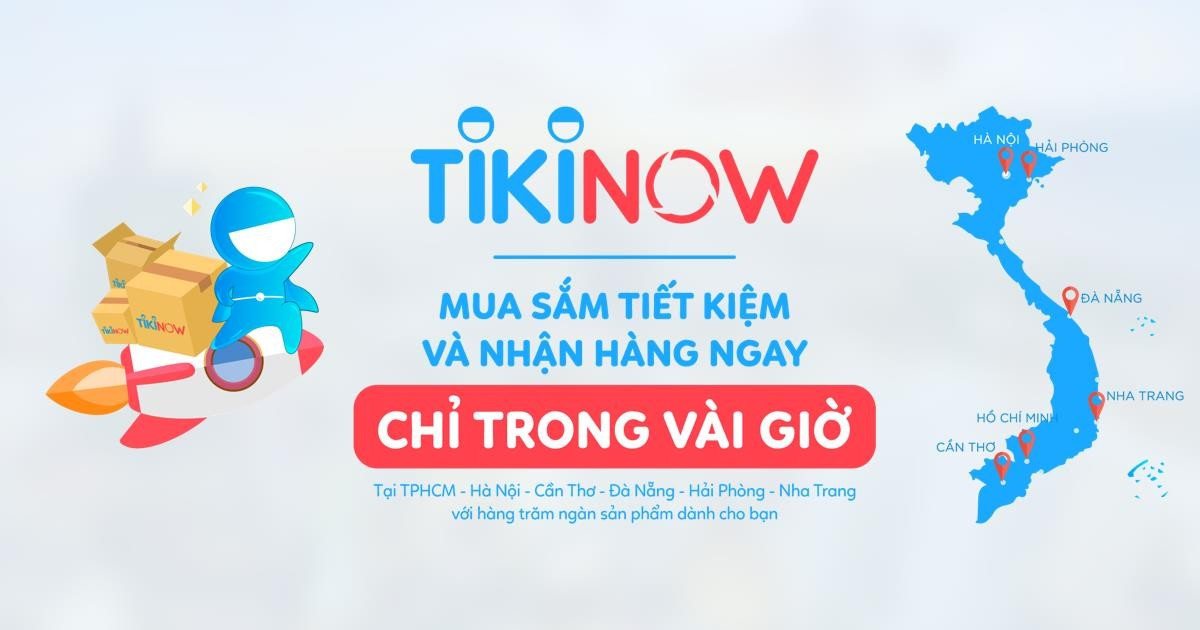 TIKINOW
MUA SẮM TIẾT KIỆM
VÀ NHẬN HÀNG NGAY
CHỈ TRONG VÀI GIỜ
Tại TPHCM - Hà Nội - Cần Thơ - Đà Nẵng - Hải Phòng - Nha Trang
với hàng trăm ngàn sản phẩm dành cho bạn
TIKI
TIKINOW
TIKINOW
HÀ NỘI
HẢI PHÒNG
ĐÀ NẴNG
NHA TRANG
HỒ CHÍ MINH
CẦN THƠ